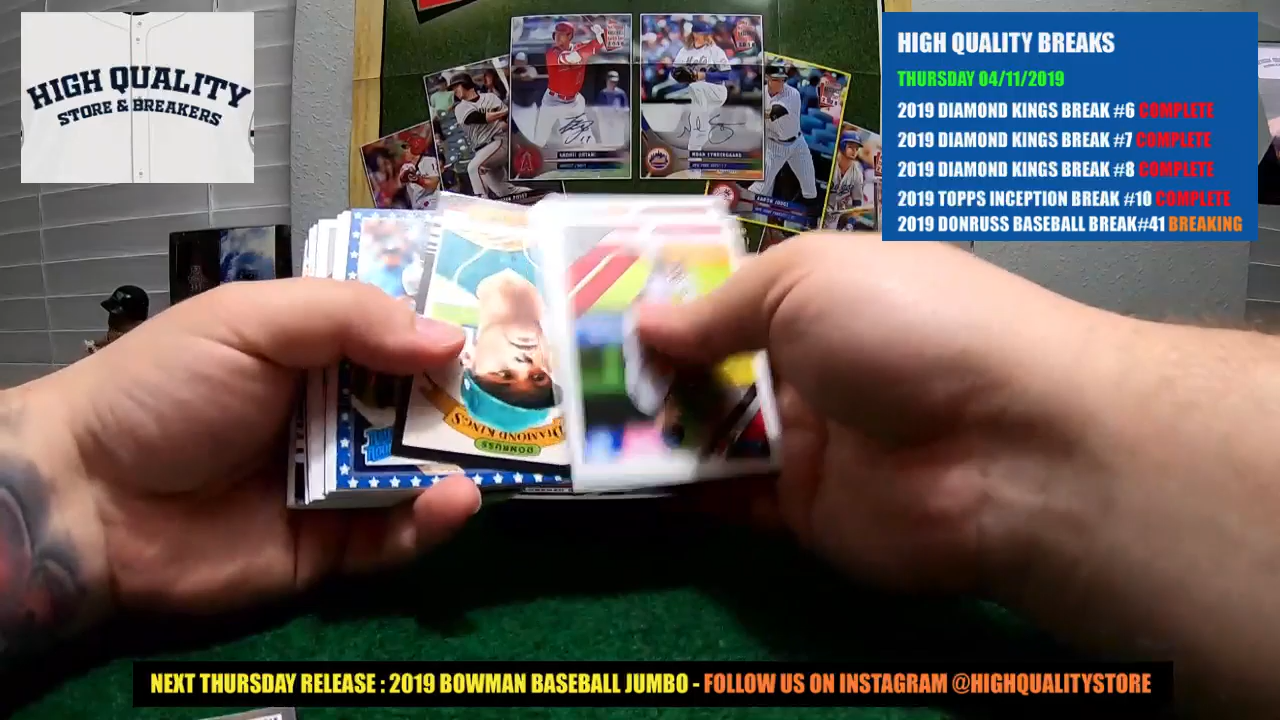 HIGH QUALITY
STORE & BREAKERS
HIGH QUALITY BREAKS
THURSDAY 04/11/2019
2019 DIAMOND KINGS BREAK #6 COMPLETE
2019 DIAMOND KINGS BREAK #7 COMPLETE
2019 DIAMOND KINGS BREAK #8 COMPLETE
2019 TOPPS INCEPTION BREAK #10 COMPLETE
2019 DONRUSS BASEBALL BREAK#41 BREAKING
DIAMOND KINGS
DONRUSS
NEXT THURSDAY RELEASE : 2019 BOWMAN BASEBALL JUMBO - FOLLOW US ON INSTAGRAM @HIGHQUALITYSTORE